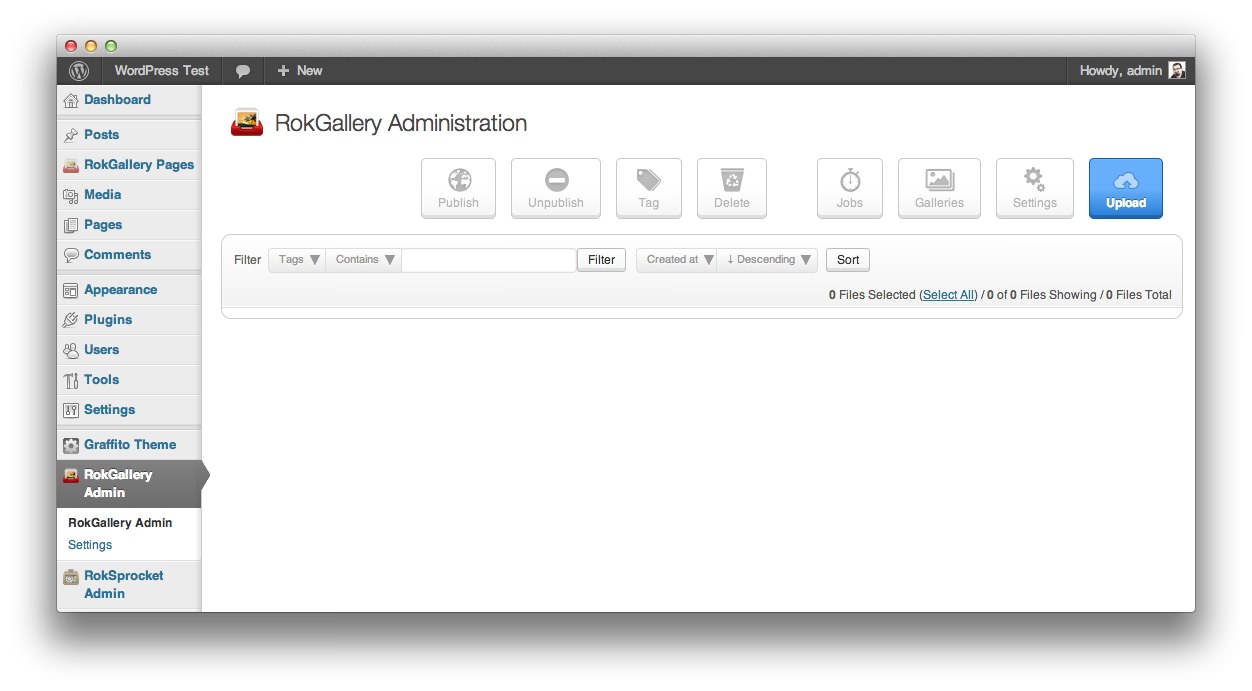 WordPress Test
+ New
Howdy, admin
Dashboard
Posts
RokGallery Pages
Media
Pages
Comments
Appearance
Plugins
Users
Tools
Settings
Graffito Theme
RokGallery
Admin
RokGallery Admin
Settings
RokSprocket
Admin
RokGallery Administration
Publish
Unpublish
Tag
Delete
Jobs
Galleries
Settings
Upload
Filter Tags ▼ Contains ▼ Filter Created at ▼ ↓ Descending ▼ Sort
0 Files Selected (Select All) / 0 of 0 Files Showing / 0 Files Total